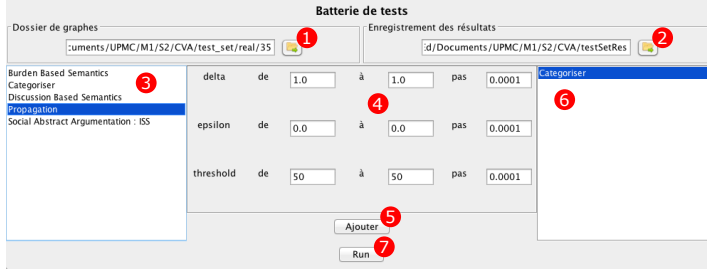 Batterie de tests
Dossier de graphes
Enregistrement des résultats
:uments/UPMC/M1/S2/CVA/test_set/real/35
1
:d/Documents/UPMC/M1/S2/CVA/testSetRes
2
Burden Based Semantics
Categoriser
Discussion Based Semantics
Propagation
Social Abstract Argumentation : ISS
3
delta de 1.0 à 1.0 pas 0.0001
4
epsilon de 0.0 à 0.0 pas 0.0001
threshold de 50 à 50 pas 0.0001
Categoriser
6
Ajouter
5
Run
7